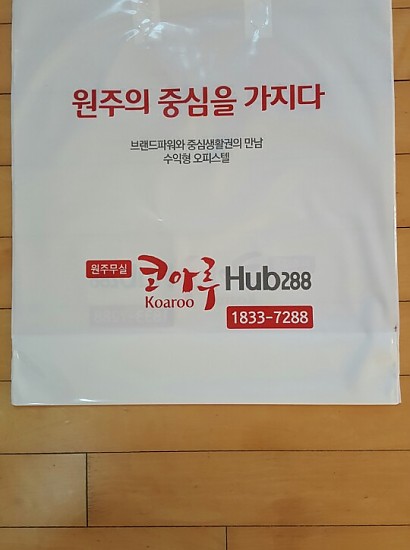 원주의 중심을 가지다
브랜드파워와 중심생활권의 만남
수익형 오피스텔
원주무실 코아루 Hub288
Koaroo
1833-7288